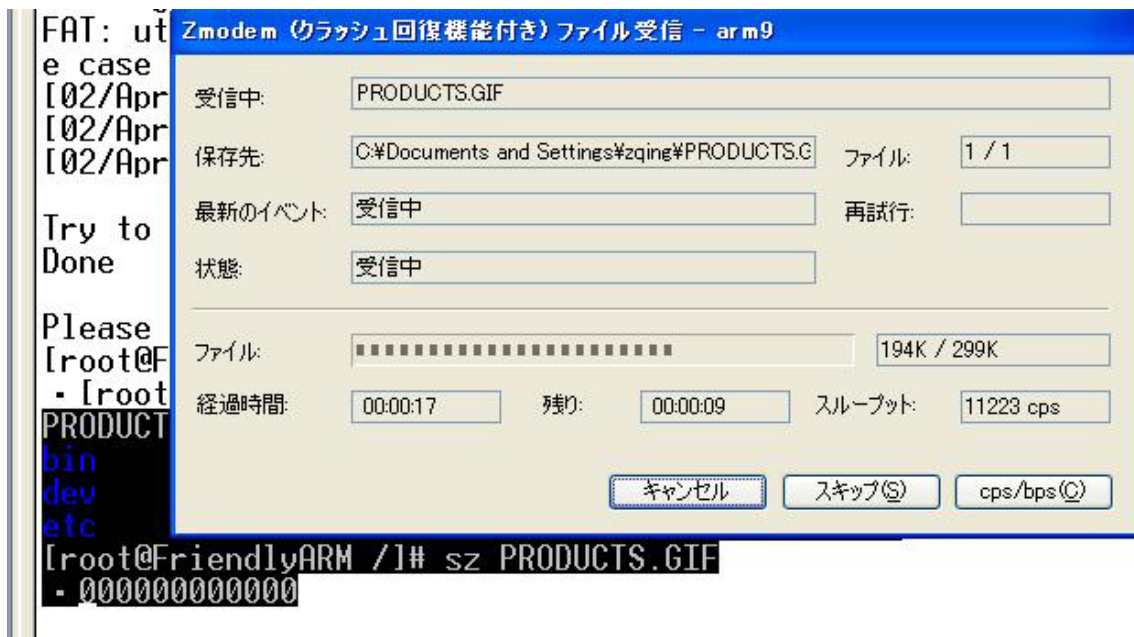 FAT: ut
Zmodem (クラッシュ回復機能付き) ファイル受信 - arm9
e case
[02/Apr
受信中: PRODUCTS.GIF
[02/Apr
[02/Apr
保存先: C:¥Documents and Settings¥zqing¥PRODUCTS.G ファイル: 1 / 1
最新のイベント: 受信中 再試行:
Try to
Done
状態: 受信中
Please
[root@F
ファイル: 194K / 299K
・[root
経過時間: 00:00:17 残り: 00:00:09 スループット: 11223 cps
PRODUCT
bin
dev
キャンセル スキップ(S) cps/bps(C)
etc
[root@FriendlyARM /]# sz PRODUCTS.GIF
・000000000000